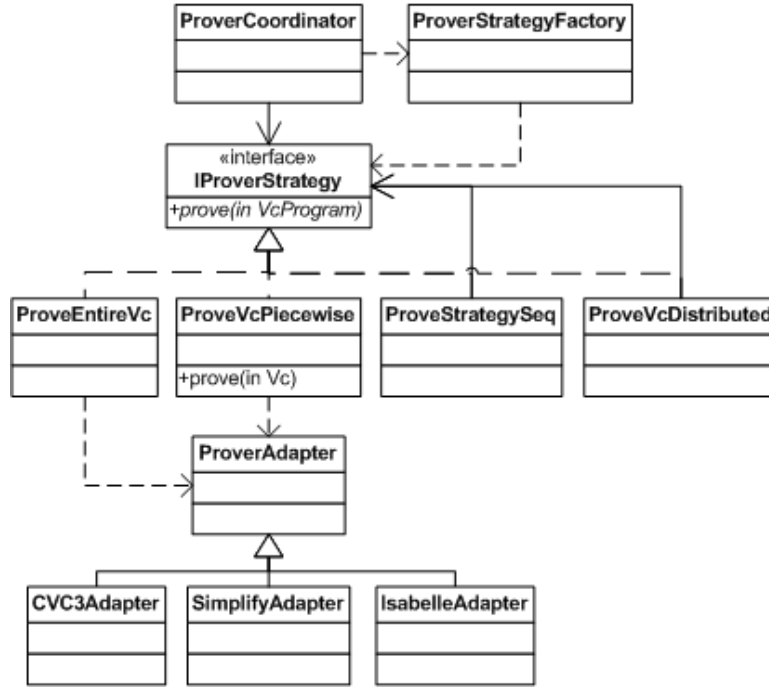 ProverCoordinator
ProverStrategyFactory
«interface»
IProverStrategy
+prove(in VcProgram)
ProveEntireVc
ProveVcPiecewise
ProveStrategySeq
ProveVcDistributed
+prove(in Vc)
ProverAdapter
CVC3Adapter
SimplifyAdapter
IsabelleAdapter